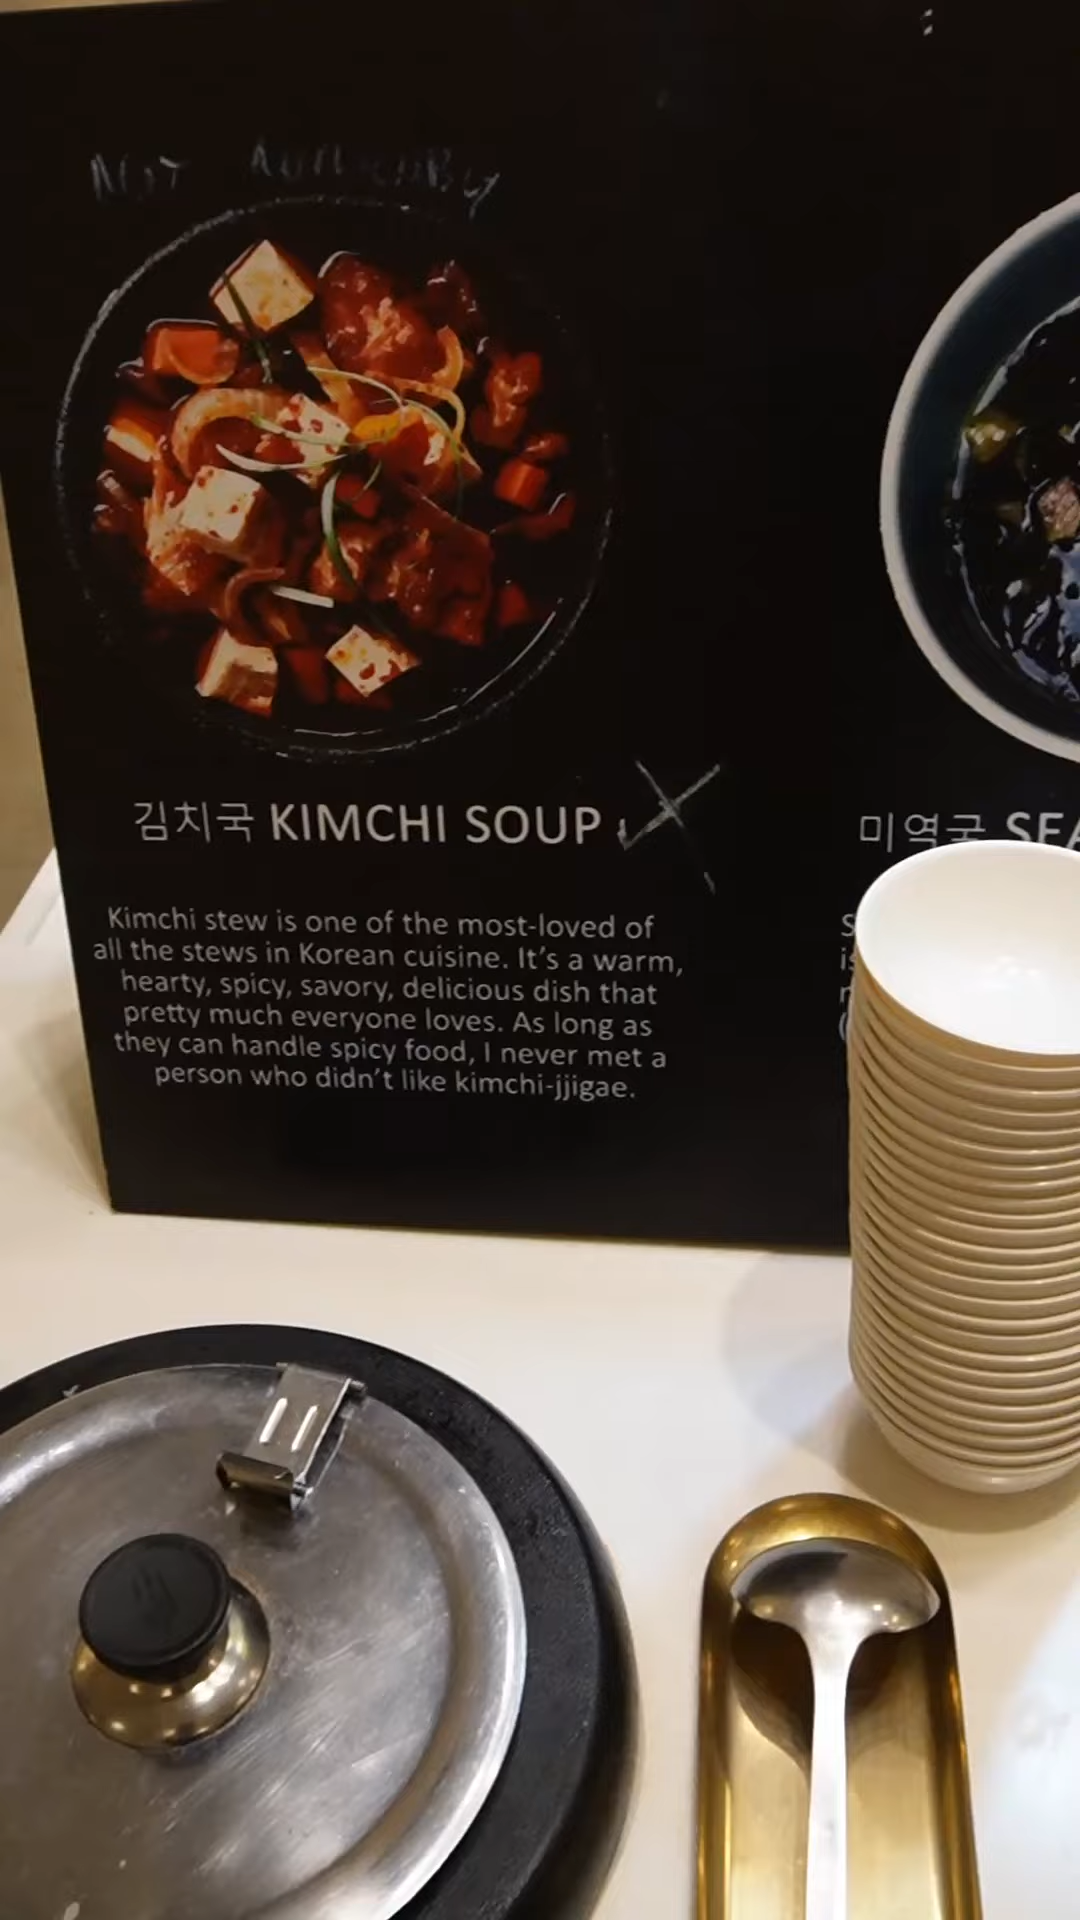 NOT
김치국 KIMCHI SOUP
Kimchi stew is one of the most-loved of
all the stews in Korean cuisine. It's a warm,
hearty, spicy, savory, delicious dish that
pretty much everyone loves. As long as
they can handle spicy food, I never met a
person who didn't like kimchi-jjigae.
미역국 SEA
S